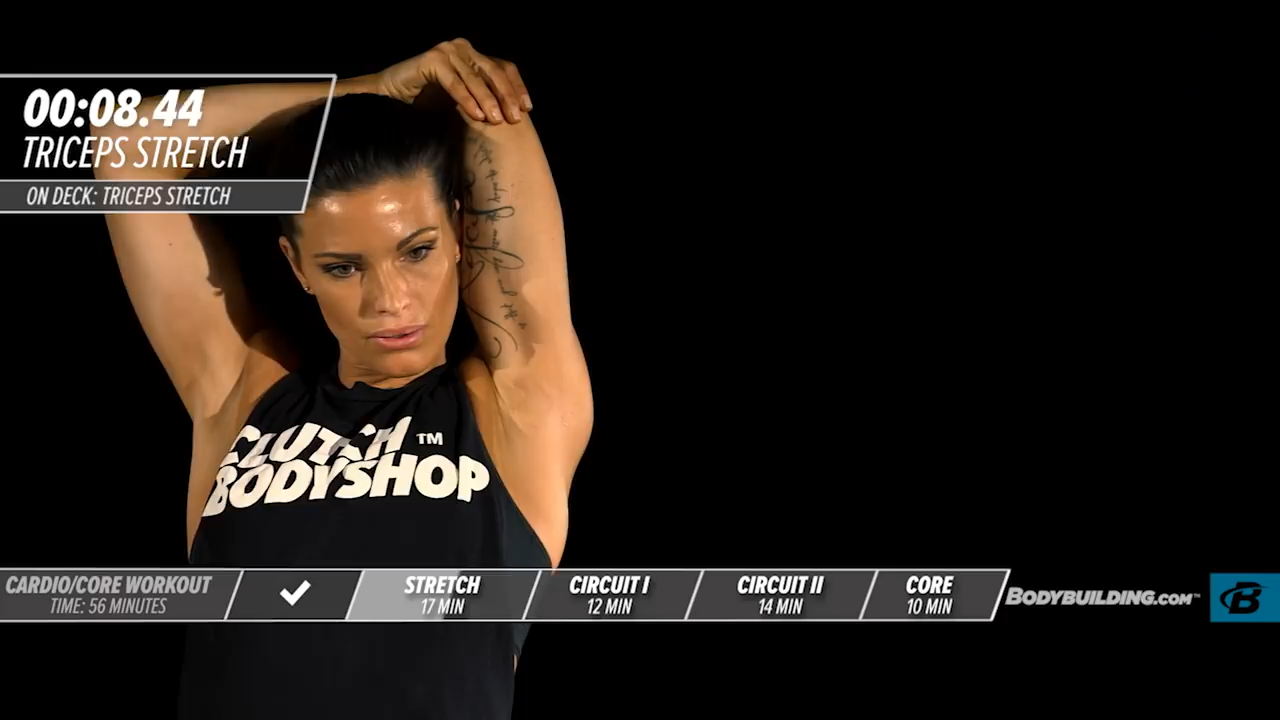 00:08.44
TRICEPS STRETCH
ON DECK: TRICEPS STRETCH
CLUTCH TM
BODYSHOP
CARDIO/CORE WORKOUT
TIME: 56 MINUTES
STRETCH
17 MIN
CIRCUIT I
12 MIN
CIRCUIT II
14 MIN
CORE
10 MIN
BODYBUILDING.COM™
B